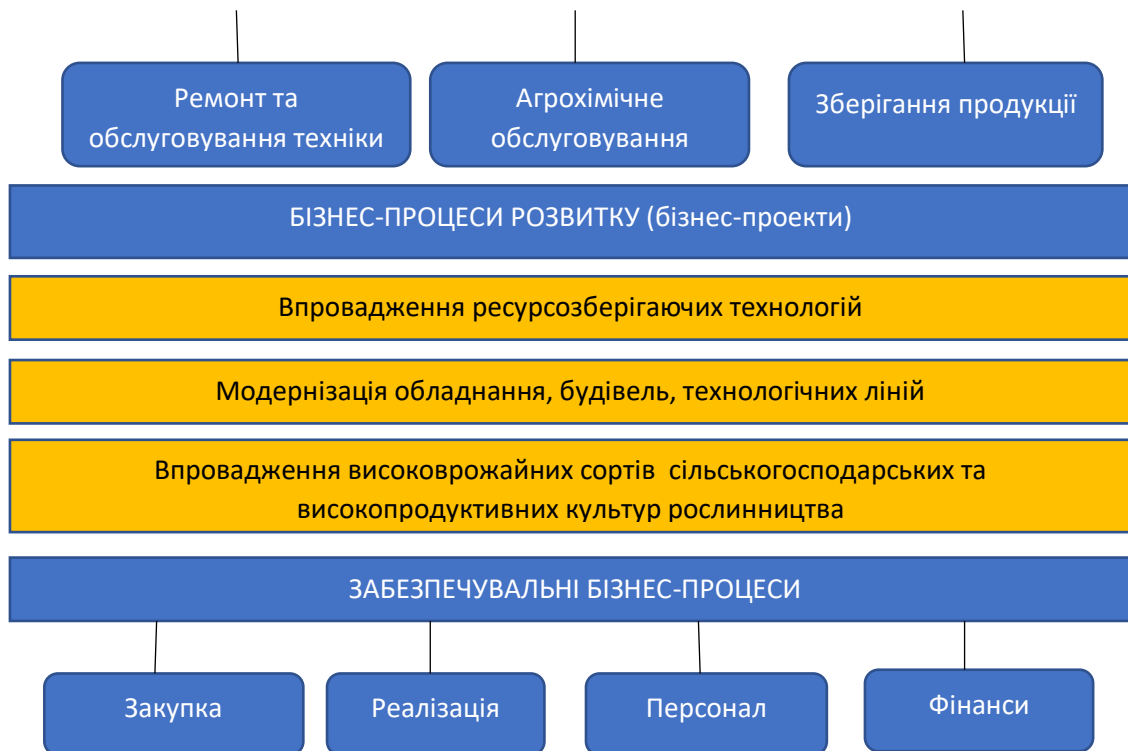 Ремонт та
обслуговування техніки
Агрохімічне
обслуговування
Зберігання продукції
БІЗНЕС-ПРОЦЕСИ РОЗВИТКУ (бізнес-проекти)
Впровадження ресурсозберігаючих технологій
Модернізація обладнання, будівель, технологічних ліній
Впровадження високоврожайних сортів  сільськогосподарських та
високопродуктивних культур рослинництва
ЗАБЕЗПЕЧУВАЛЬНІ БІЗНЕС-ПРОЦЕСИ
Закупка
Реалізація
Персонал
Фінанси